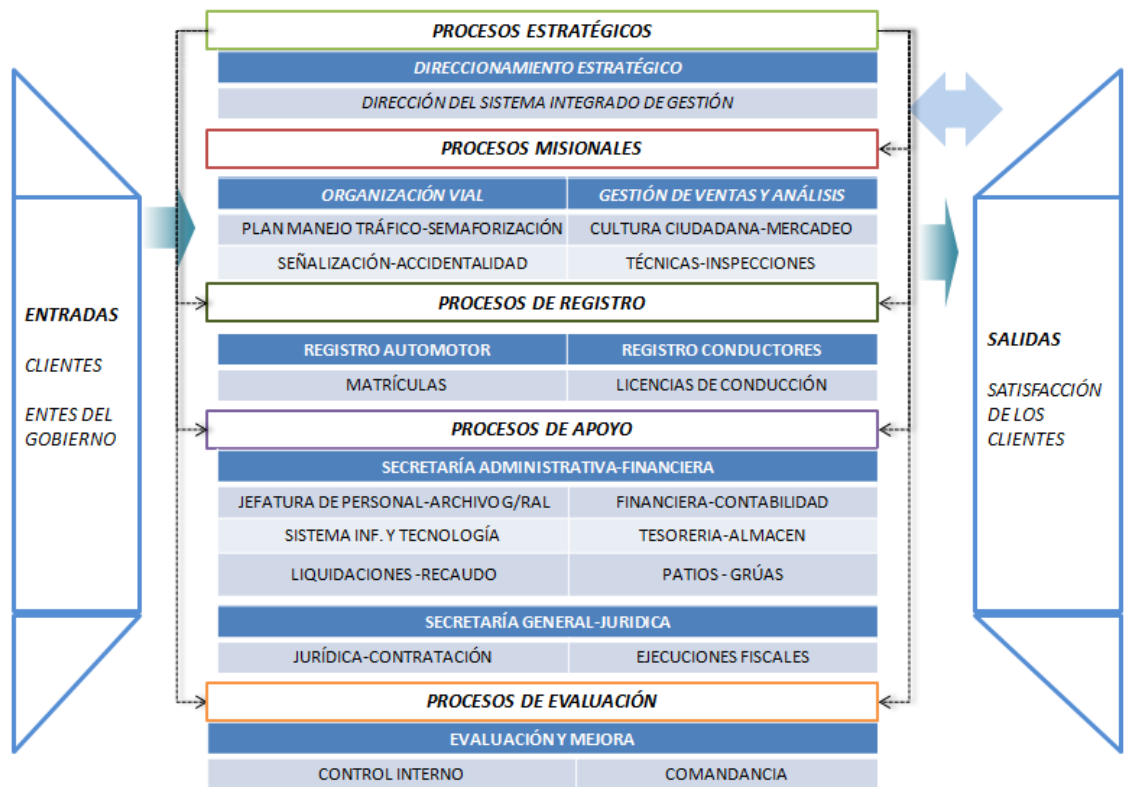 PROCESOS ESTRATÉGICOS
DIRECCIONAMIENTO ESTRATÉGICO
DIRECCIÓN DEL SISTEMA INTEGRADO DE GESTIÓN
PROCESOS MISIONALES
ORGANIZACIÓN VIAL
GESTIÓN DE VENTAS Y ANÁLISIS
PLAN MANEJO TRÁFICO-SEMAFORIZACIÓN
CULTURA CIUDADANA-MERCADEO
SEÑALIZACIÓN-ACCIDENTALIDAD
TÉCNICAS-INSPECCIONES
PROCESOS DE REGISTRO
REGISTRO AUTOMOTOR
REGISTRO CONDUCTORES
MATRÍCULAS
LICENCIAS DE CONDUCCIÓN
PROCESOS DE APOYO
SECRETARÍA ADMINISTRATIVA-FINANCIERA
JEFATURA DE PERSONAL-ARCHIVO G/RAL
FINANCIERA-CONTABILIDAD
SISTEMA INF. Y TECNOLOGÍA
TESORERIA-ALMACEN
LIQUIDACIONES -RECAUDO
PATIOS - GRÚAS
SECRETARÍA GENERAL-JURIDICA
JURÍDICA-CONTRATACIÓN
EJECUCIONES FISCALES
PROCESOS DE EVALUACIÓN
EVALUACIÓN Y MEJORA
CONTROL INTERNO
COMANDANCIA
ENTRADAS
CLIENTES
ENTES DEL
GOBIERNO
SALIDAS
SATISFACCIÓN
DE LOS
CLIENTES